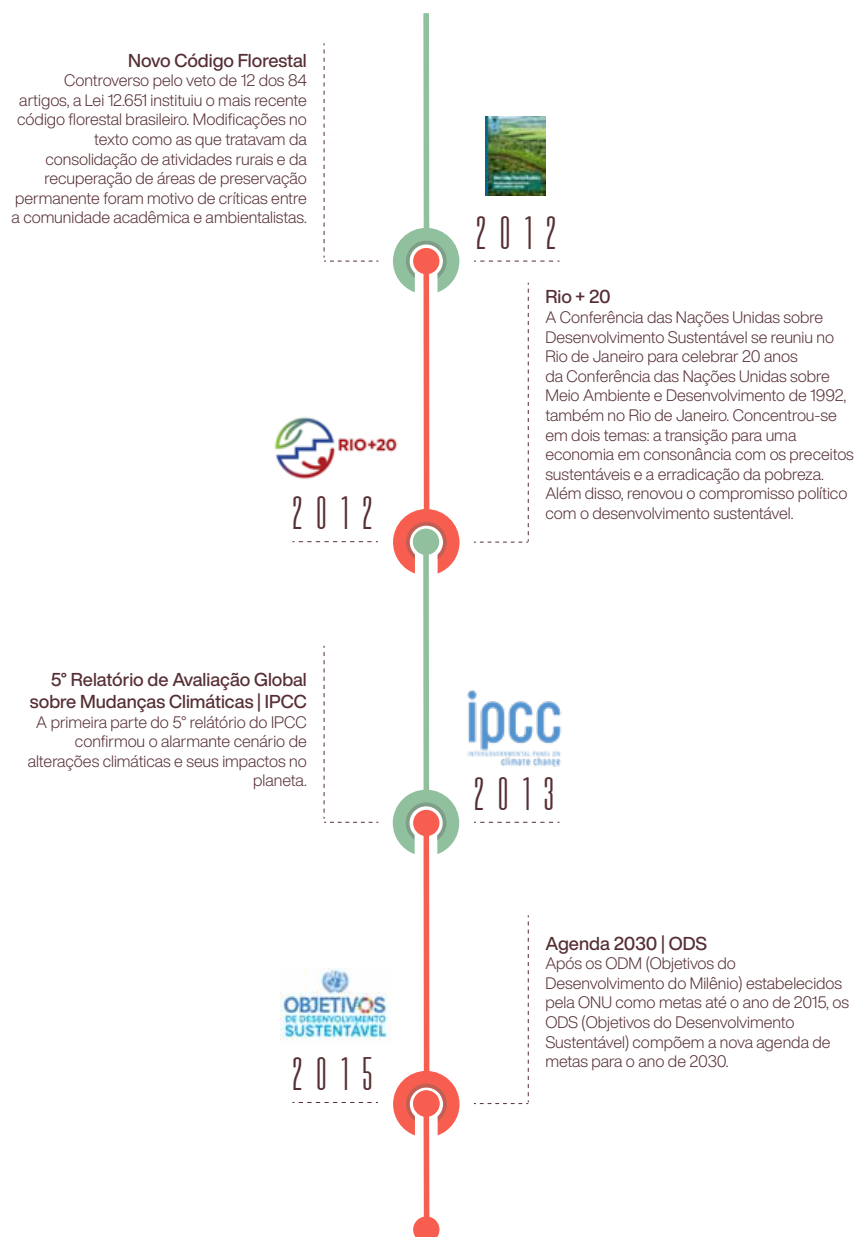 Novo Código Florestal
Controverso pelo veto de 12 dos 84
artigos, a Lei 12.651 instituiu o mais recente
código florestal brasileiro. Modificações no
texto como as que tratavam da
consolidação de atividades rurais e da
recuperação de áreas de preservação
permanente foram motivo de críticas entre
a comunidade acadêmica e ambientalistas.
2012
Rio + 20
A Conferência das Nações Unidas sobre
Desenvolvimento Sustentável se reuniu no
Rio de Janeiro para celebrar 20 anos
da Conferência das Nações Unidas sobre
Meio Ambiente e Desenvolvimento de 1992,
também no Rio de Janeiro. Concentrou-se
em dois temas: a transição para uma
economia em consonância com os preceitos
sustentáveis e a erradicação da pobreza.
Além disso, renovou o compromisso político
com o desenvolvimento sustentável.
RIO+20
2012
5° Relatório de Avaliação Global
sobre Mudanças Climáticas | IPCC
A primeira parte do 5° relátório do IPCC
confirmou o alarmante cenário de
alterações climáticas e seus impactos no
planeta.
ipcc
INTERGOVERNMENTAL PANEL ON
climate change
2013
Agenda 2030 | ODS
Após os ODM (Objetivos do
Desenvolvimento do Milênio) estabelecidos
pela ONU como metas até o ano de 2015, os
ODS (Objetivos do Desenvolvimento
Sustentável) compõem a nova agenda de
metas para o ano de 2030.
OBJETIVOS
DE DESENVOLVIMENTO
SUSTENTÁVEL
2015